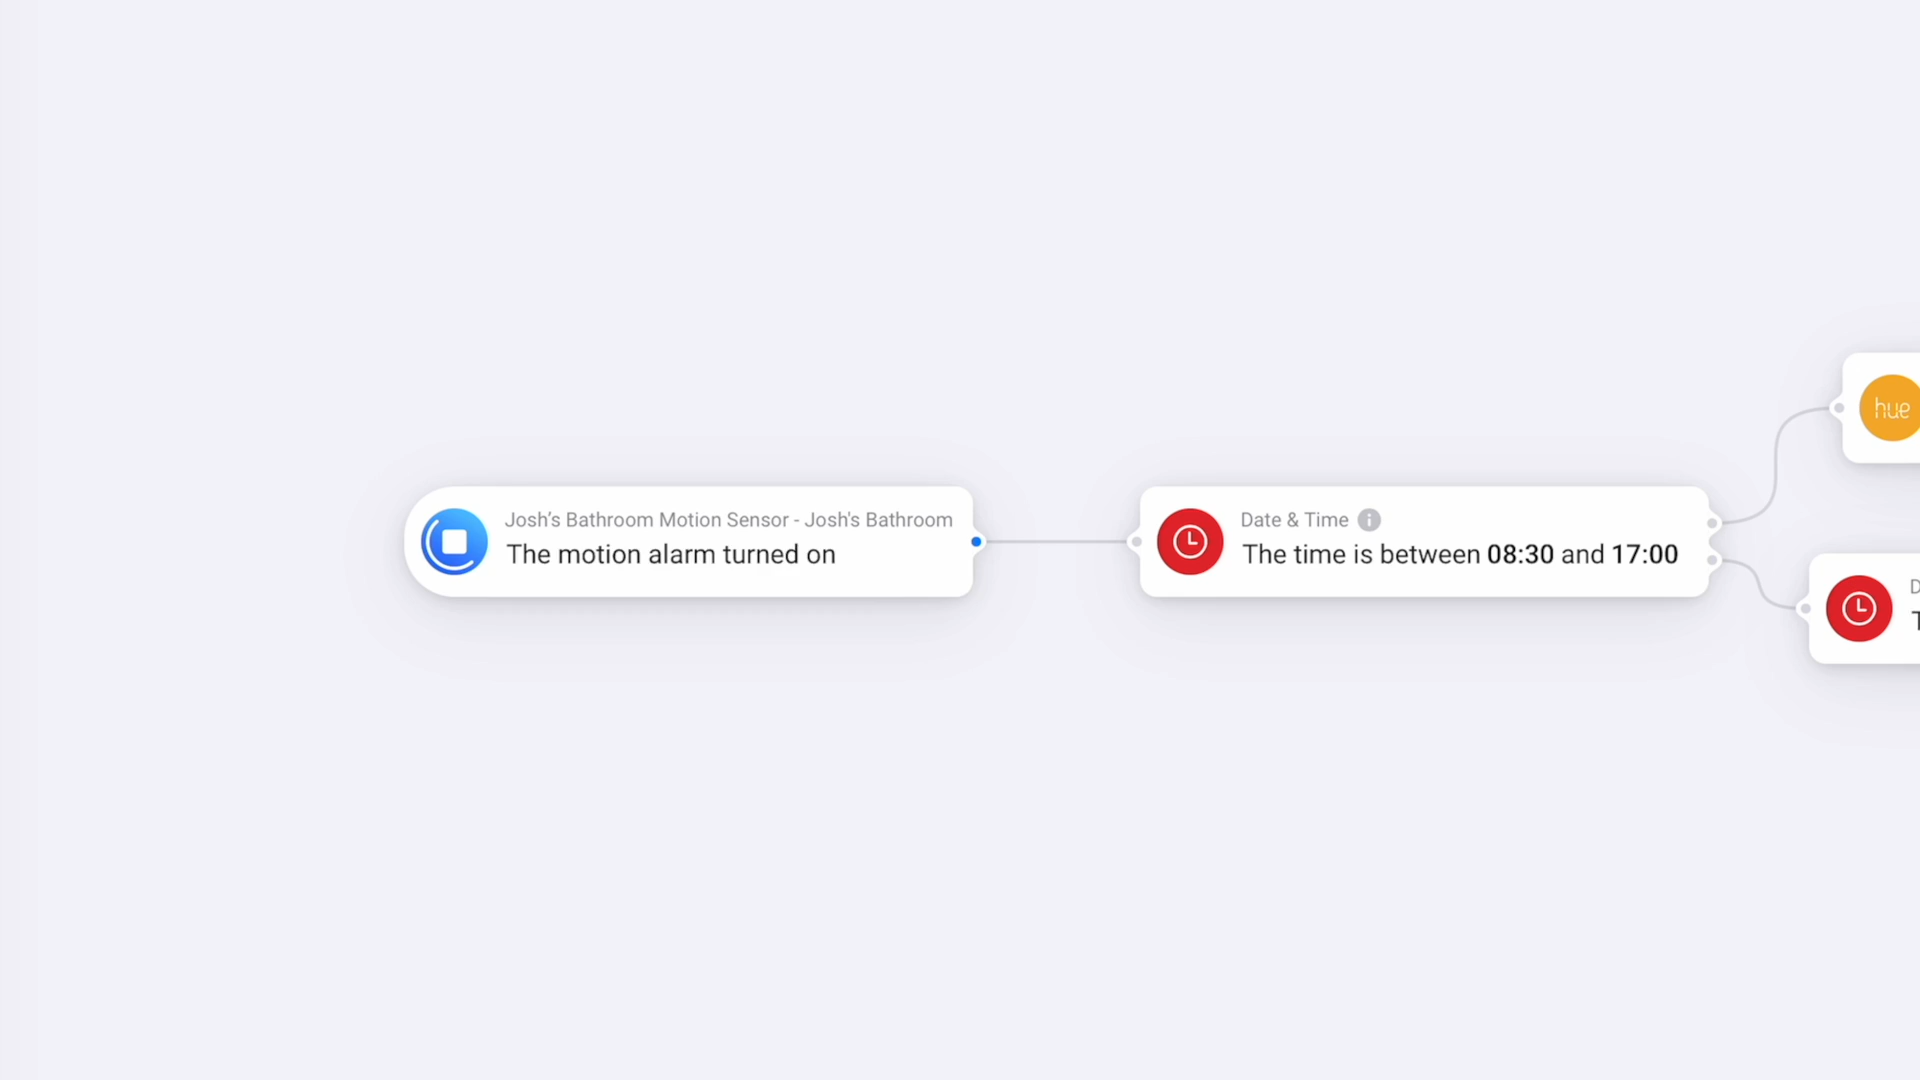 hue
Josh’s Bathroom Motion Sensor - Josh's Bathroom
The motion alarm turned on
Date & Time
The time is between 08:30 and 17:00